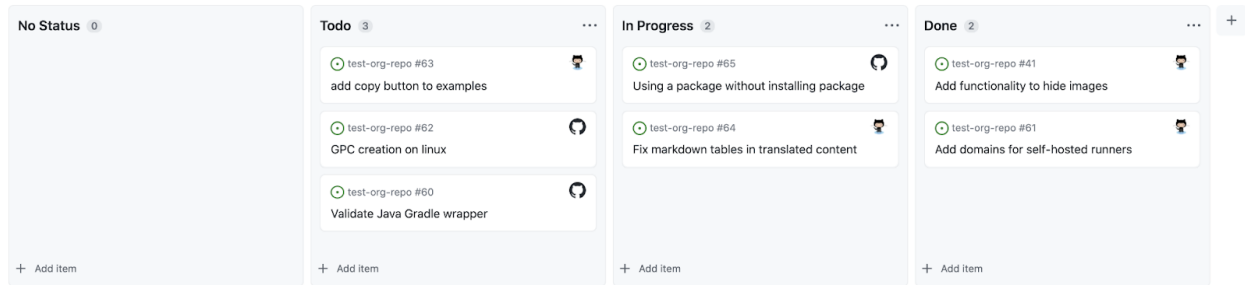 No Status 0
Todo 3
test-org-repo #63
add copy button to examples
test-org-repo #62
GPC creation on linux
test-org-repo #60
Validate Java Gradle wrapper
In Progress 2
test-org-repo #65
Using a package without installing package
test-org-repo #64
Fix markdown tables in translated content
Done 2
test-org-repo #41
Add functionality to hide images
test-org-repo #61
Add domains for self-hosted runners
+ Add item
+ Add item
+ Add item
+ Add item